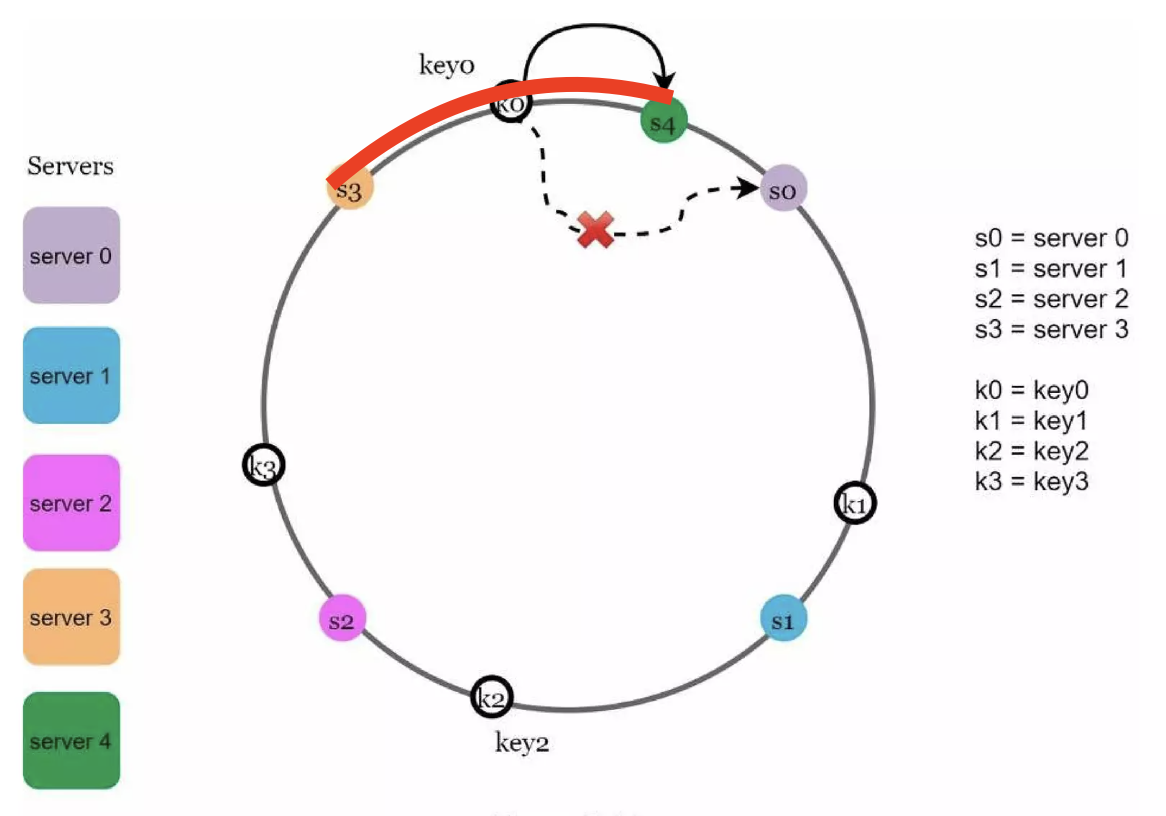 key0
k0
s4
s3
s0
Servers
server 0
server 1
server 2
server 3
server 4
k3
k1
s2
s1
k2
key2
s0 = server 0
s1 = server 1
s2 = server 2
s3 = server 3
k0 = key0
k1 = key1
k2 = key2
k3 = key3